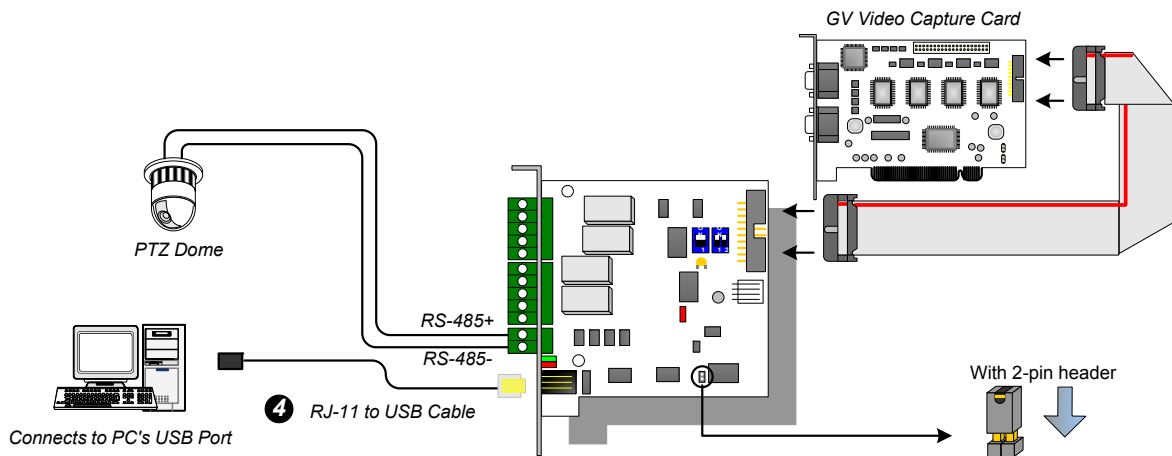 GV Video Capture Card
PTZ Dome
RS-485+
RS-485-
4 RJ-11 to USB Cable
Connects to PC's USB Port
With 2-pin header